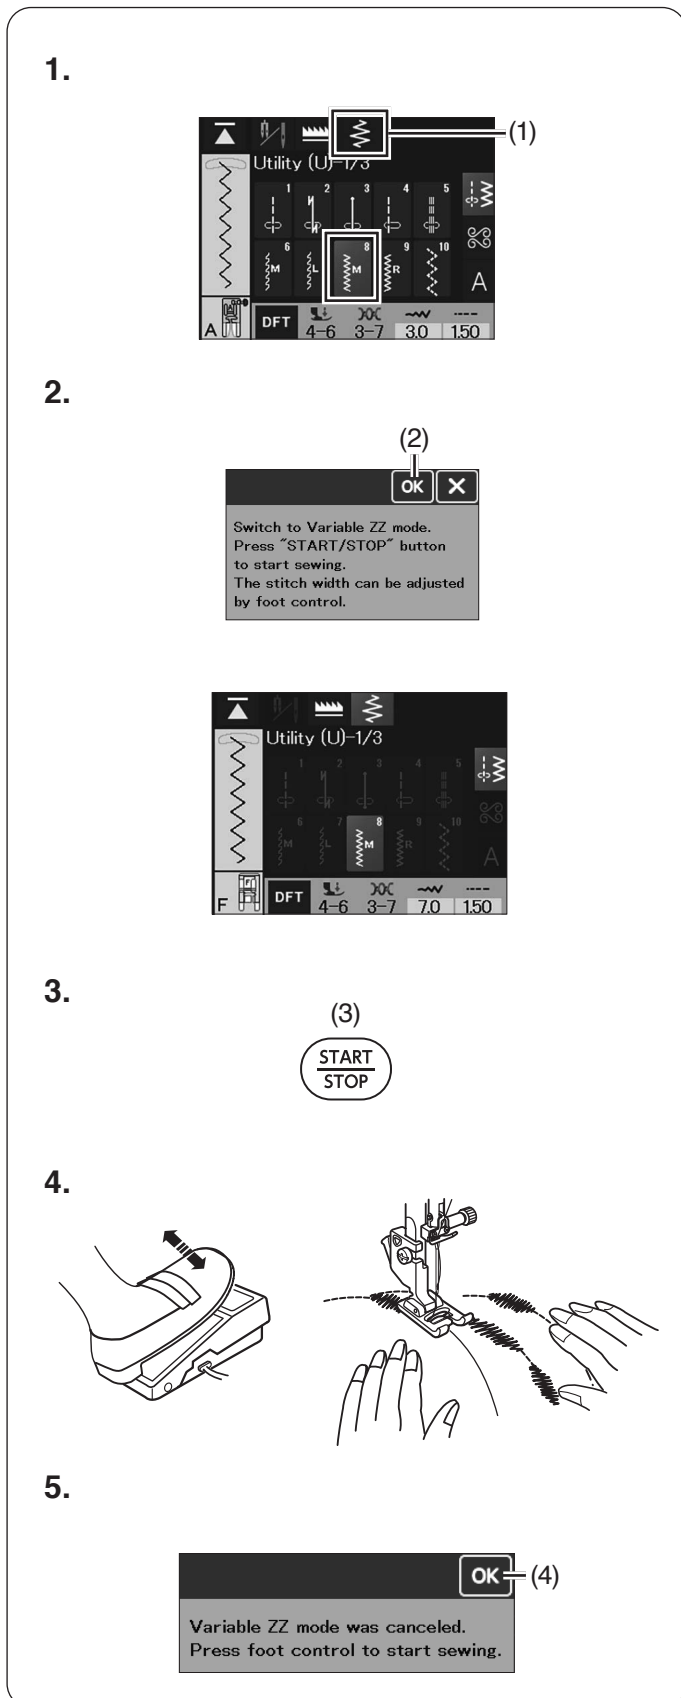 1.
(1)
Utility (U)-1/3
1 2 3 4 5
6 M L 8 M 9 R 10
A
A DFT 4-6 3-7 3.0 1.50
2.
(2)
OK X
Switch to Variable ZZ mode.
Press "START/STOP" button
to start sewing.
The stitch width can be adjusted
by foot control.
Utility (U)-1/3
1 2 3 4 5
6 M 7 L 8 M 9 R 10
A
F DFT 4-6 3-7 7.0 1.50
3.
(3)
START
STOP
4.
5.
OK (4)
Variable ZZ mode was canceled.
Press foot control to start sewing.